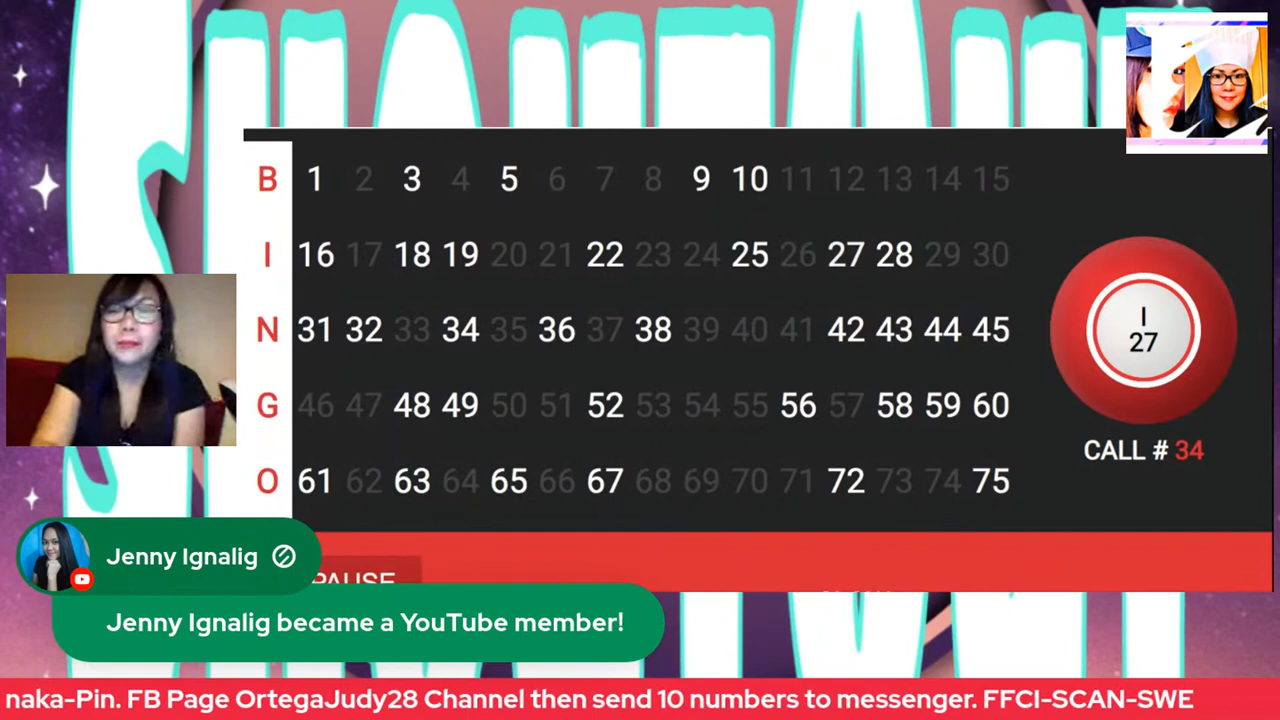 B 1 2 3 4 5 6 7 8 9 10 11 12 13 14 15
I 16 17 18 19 20 21 22 23 24 25 26 27 28 29 30
N 31 32 33 34 35 36 37 38 39 40 41 42 43 44 45
G 46 47 48 49 50 51 52 53 54 55 56 57 58 59 60
O 61 62 63 64 65 66 67 68 69 70 71 72 73 74 75
I
27
CALL # 34
PAUSE
Jenny Ignalig
Jenny Ignalig became a YouTube member!
naka-Pin. FB Page OrtegaJudy28 Channel then send 10 numbers to messenger. FFCI-SCAN-SWE